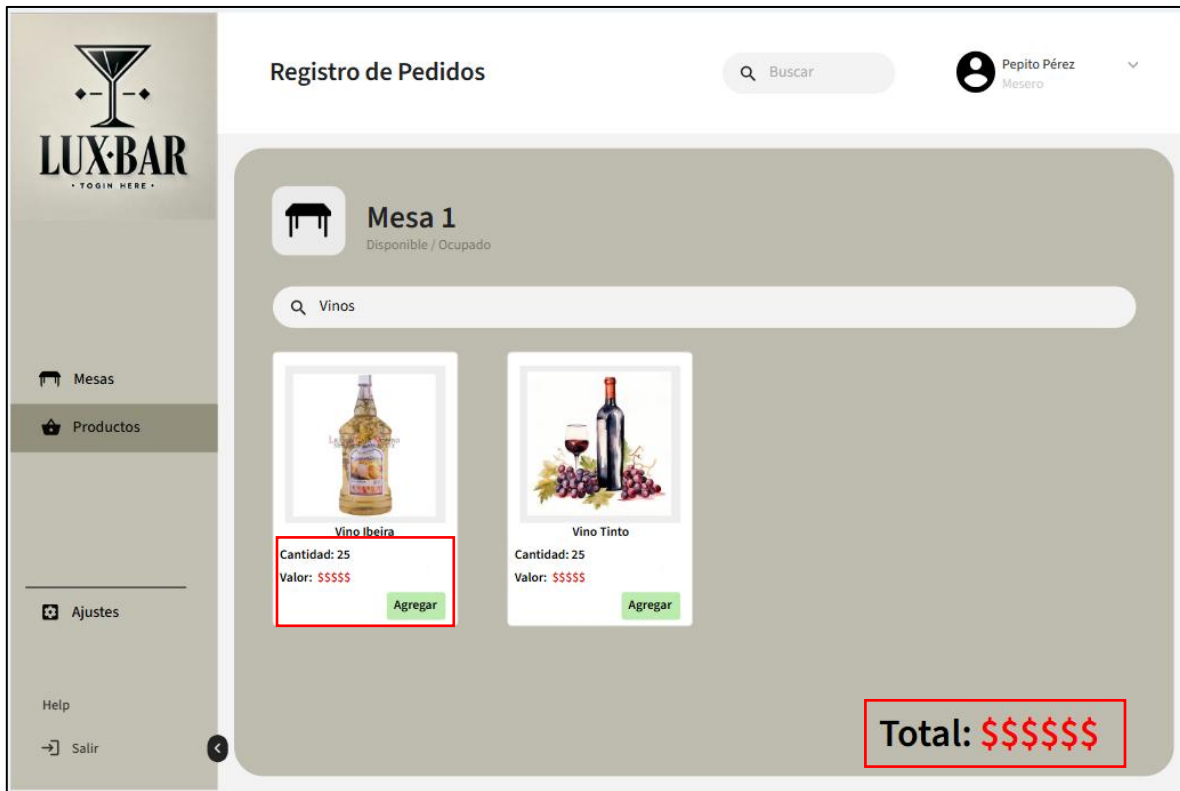 LUX·BAR
• TOGIN HERE •
Registro de Pedidos
Buscar
Pepito Pérez
Mesero
Mesa 1
Disponible / Ocupado
Vinos
Mesas
Productos
Ajustes
Help
Salir
Vino Ibeira
Cantidad: 25
Valor: $$$$$
Agregar
Vino Tinto
Cantidad: 25
Valor: $$$$$
Agregar
Total: $$$$$$